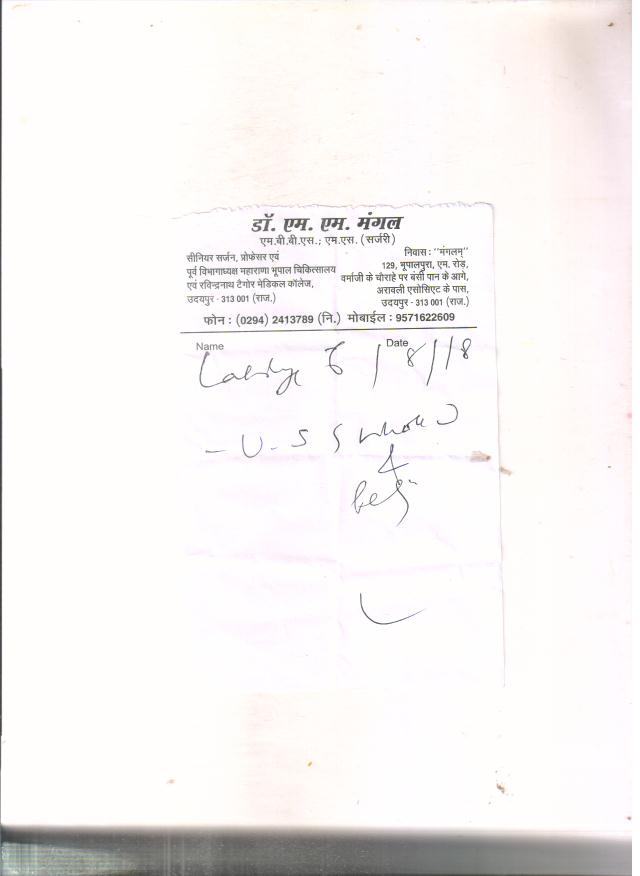 डॉ. एम. एम. मंगल
एम.बी.बी.एस.; एम.एस. (सर्जरी)
सीनियर सर्जन, प्रोफेसर एवं
पूर्व विभागाध्यक्ष महाराणा भूपाल चिकित्सालय
एवं रविन्द्रनाथ टैगोर मेडिकल कॉलेज,
उदयपुर - 313 001 (राज.)
निवास : "मंगलम्"
129, भूपालपुरा, एम. रोड,
वर्माजी के चौराहे पर बंसी पान के आगे,
अरावली एसोसिएट के पास,
उदयपुर - 313 001 (राज.)
फोन : (0294) 2413789 (नि.) मोबाईल : 9571622609
Name Date
6/8/18
- U.S